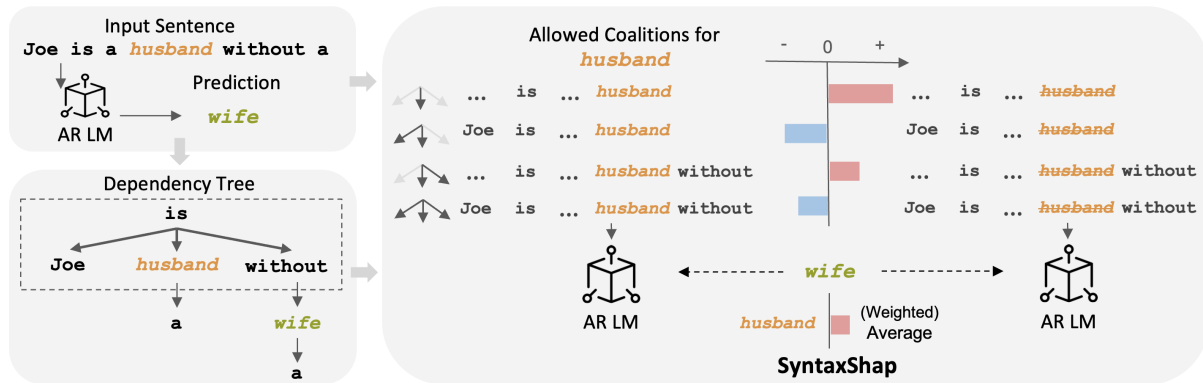 Input Sentence
Joe is a husband without a
Prediction
wife
AR LM
Dependency Tree
is
Joe husband without
a wife
a
Allowed Coalitions for
husband
- 0 +
... is ... husband ... is ... husband
Joe is ... husband Joe is ... husband
... is ... husband without ... is ... husband without
Joe is ... husband without Joe is ... husband without
wife
AR LM AR LM
husband (Weighted)
Average
SyntaxShap